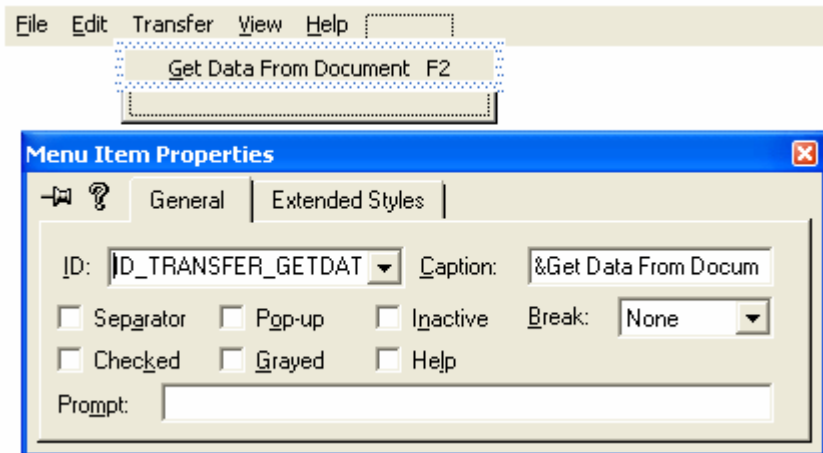 File Edit Transfer View Help
Get Data From Document F2
Menu Item Properties
General Extended Styles
ID: ID_TRANSFER_GETDAT Caption: &Get Data From Docum
Separator Pop-up Inactive Break: None
Checked Grayed Help
Prompt: